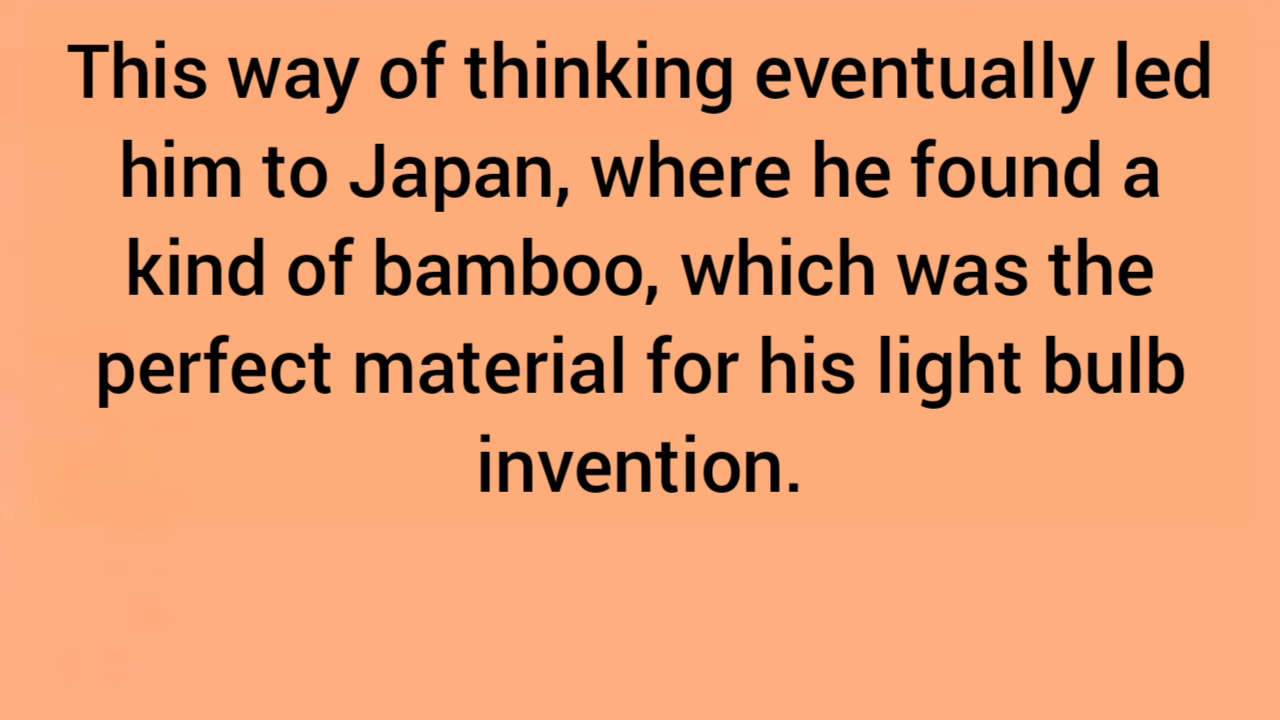 This way of thinking eventually led
him to Japan, where he found a
kind of bamboo, which was the
perfect material for his light bulb
invention.